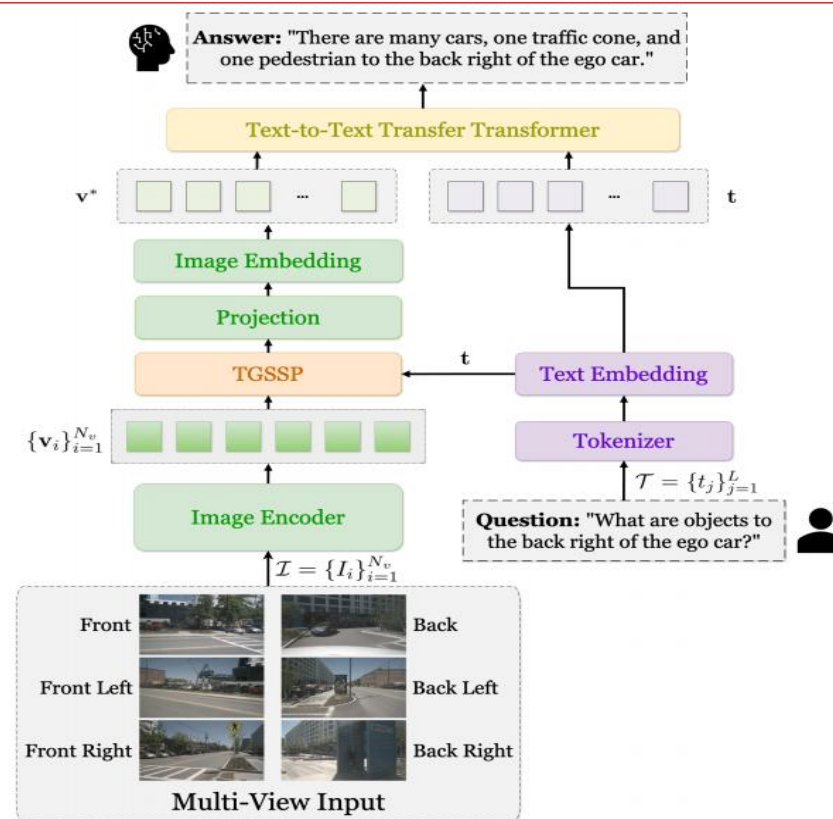 Answer: "There are many cars, one traffic cone, and
one pedestrian to the back right of the ego car."
Text-to-Text Transfer Transformer
v*
...
...
t
Image Embedding
Projection
TGSSP
t
Text Embedding
{v_i}_{i=1}^{N_v}
Tokenizer
𝒯 = {t_j}_{j=1}^{L}
Image Encoder
Question: "What are objects to
the back right of the ego car?"
ℐ = {I_i}_{i=1}^{N_v}
Front
Back
Front Left
Back Left
Front Right
Back Right
Multi-View Input